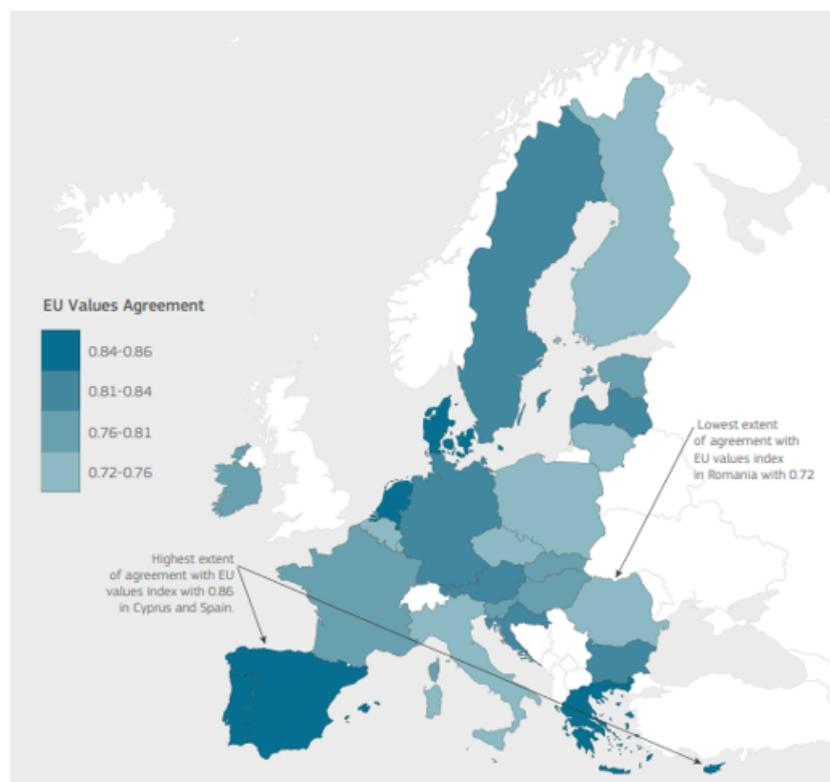 EU Values Agreement
0.84-0.86
0.81-0.84
0.76-0.81
0.72-0.76
Lowest extent
of agreement with
EU values index
in Romania with 0.72
Highest extent
of agreement with EU
values index with 0.86
in Cyprus and Spain.